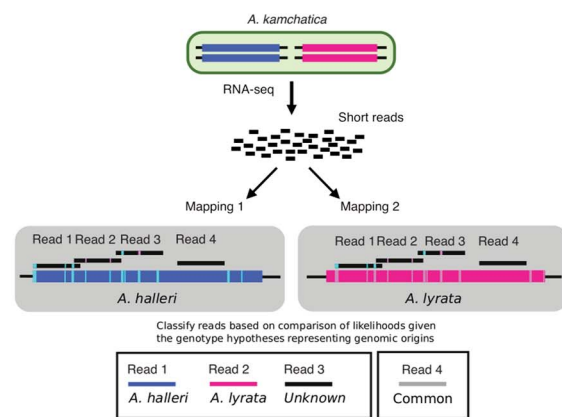 A. kamchatica
RNA-seq
Short reads
Mapping 1
Mapping 2
Read 1 Read 2 Read 3 Read 4
A. halleri
Read 1 Read 2 Read 3 Read 4
A. lyrata
Classify reads based on comparison of likelihoods given
the genotype hypotheses representing genomic origins
Read 1 Read 2 Read 3 Read 4
A. halleri A. lyrata Unknown Common